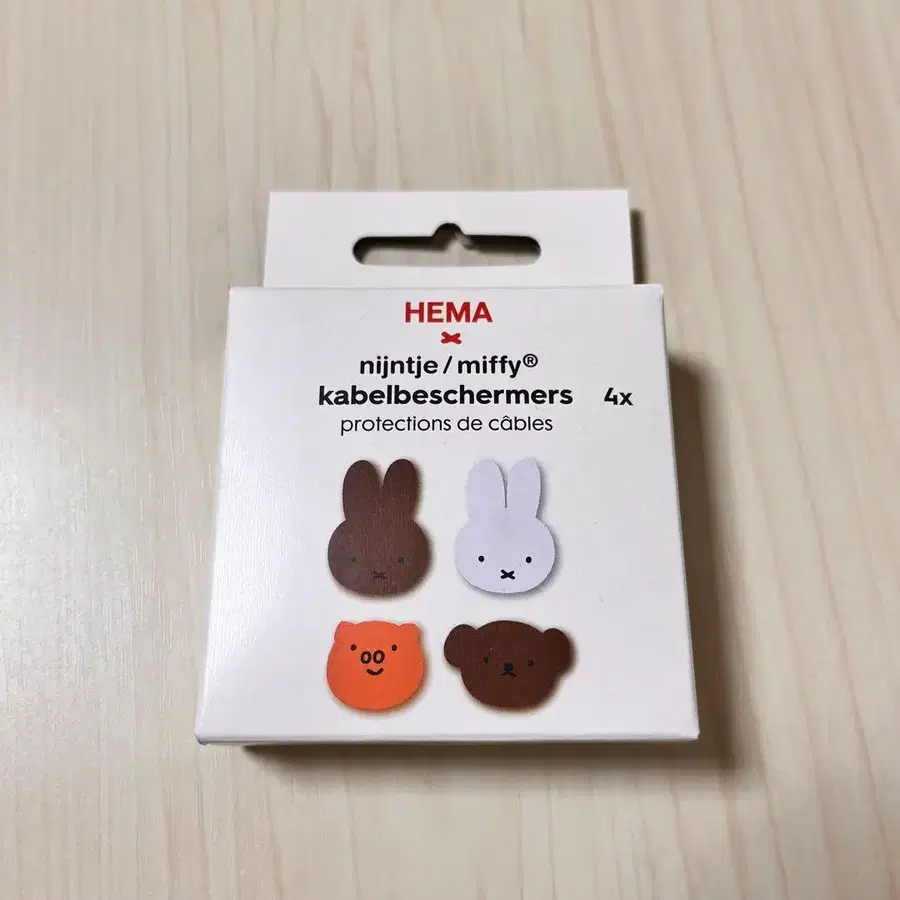 HEMA
nijntje / miffy®
kabelbeschermers 4x
protections de câbles